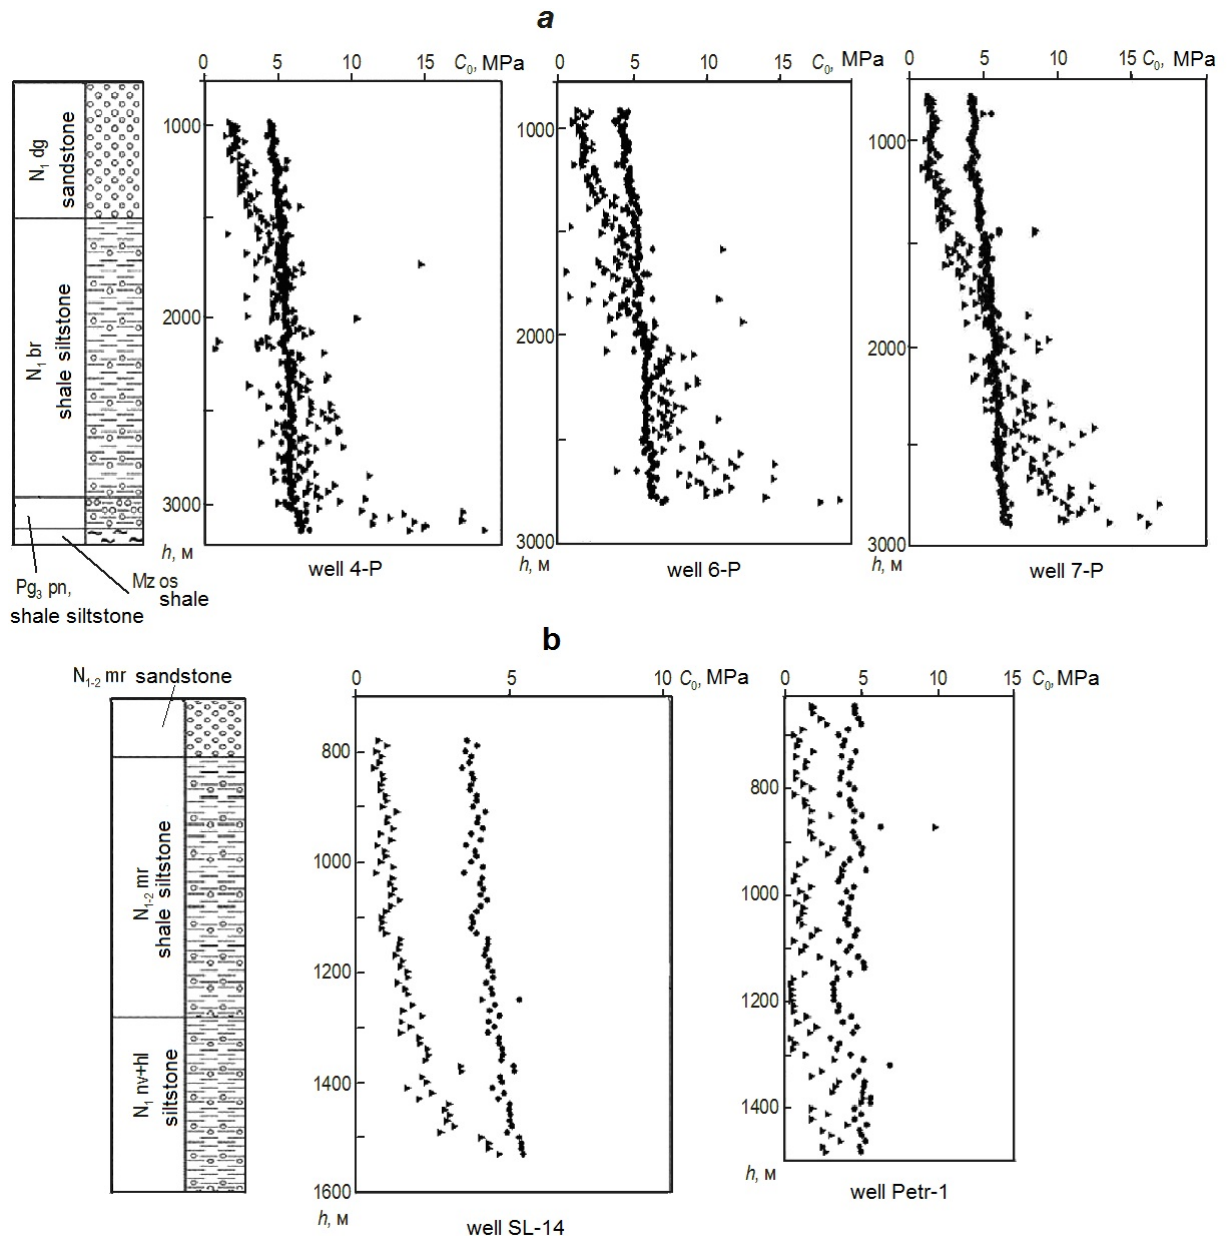 a
0 5 10 15 C₀, MPa
0 5 10 15 C₀, MPa
0 5 10 15 C₀, MPa
N₁ dg
sandstone
N₁ br
shale siltstone
Pg₃ pn,
shale siltstone
Mz os
shale
1000
2000
3000
h, м
well 4-P
1000
2000
3000
h, м
well 6-P
1000
2000
3000
h, м
well 7-P
b
N₁₋₂ mr sandstone
N₁₋₂ mr
shale siltstone
N₁ nv+hl
siltstone
0 5 10 C₀, MPa
800
1000
1200
1400
1600
h, м
well SL-14
0 5 10 15 C₀, MPa
800
1000
1200
1400
h, м
well Petr-1